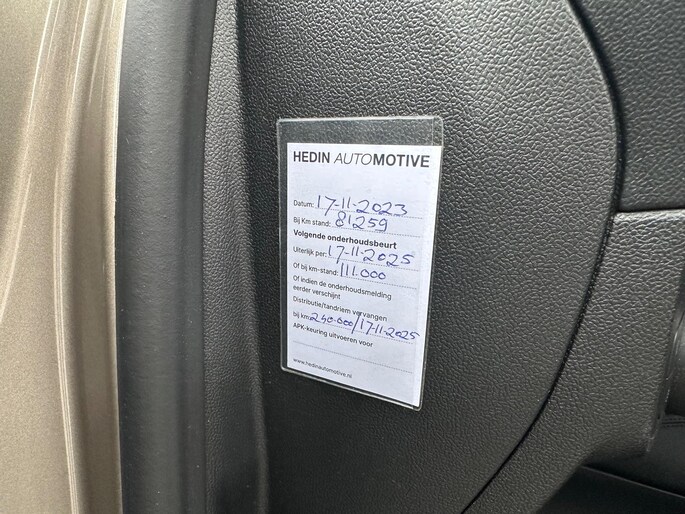 HEDIN AUTOMOTIVE
Datum: 17-11-2023
Bij Km stand: 81259
Volgende onderhoudsbeurt
Uiterlijk per: 17-11-2025
Of bij km-stand: 111.000
Of indien de onderhoudsmelding
eerder verschijnt
Distributie/tandriem vervangen
bij km: 240.000/17-11-2025
APK-keuring uitvoeren voor
www.hedinautomotive.nl